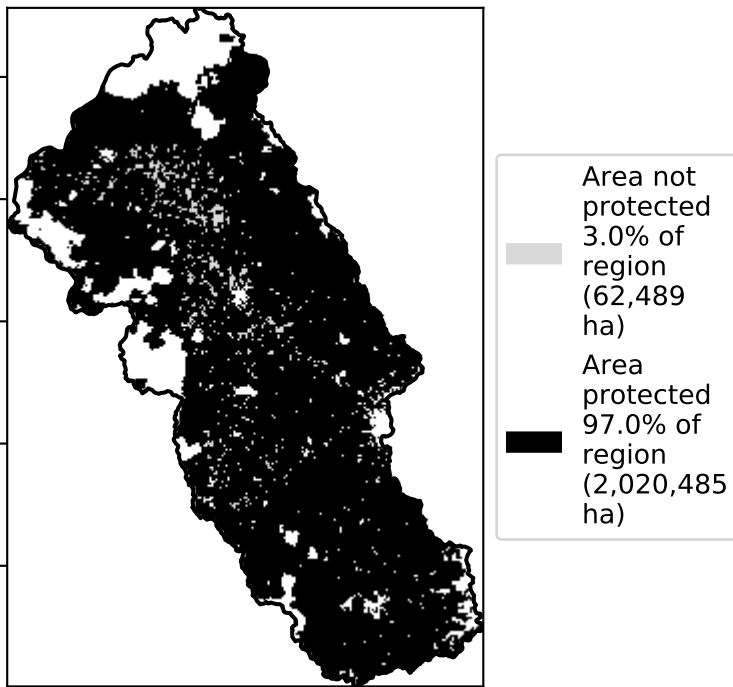 Area not
protected
3.0% of
region
(62,489
ha)
Area
protected
97.0% of
region
(2,020,485
ha)